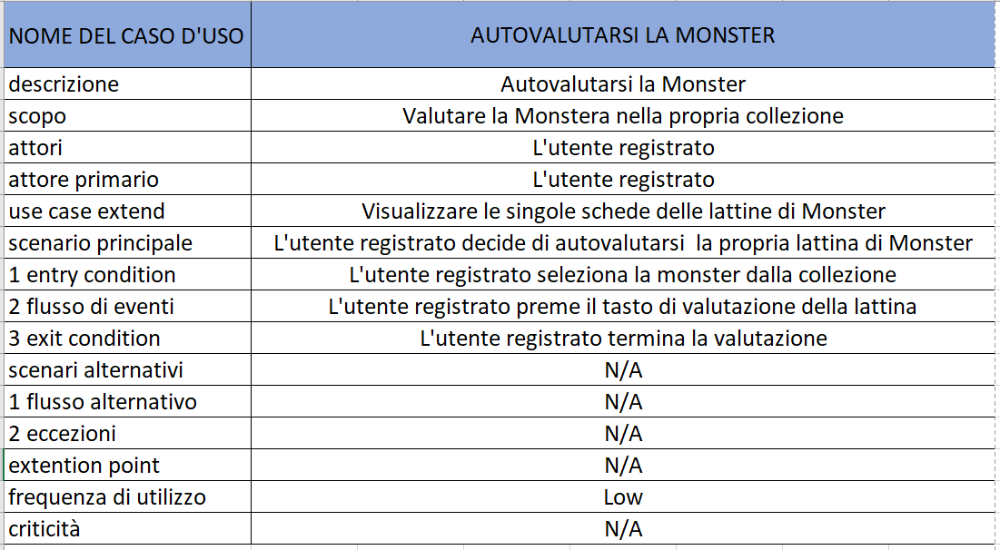 NOME DEL CASO D'USO AUTOVALUTARSI LA MONSTER
descrizione Autovalutarsi la Monster
scopo Valutare la Monstera nella propria collezione
attori L'utente registrato
attore primario L'utente registrato
use case extend Visualizzare le singole schede delle lattine di Monster
scenario principale L'utente registrato decide di autovalutarsi  la propria lattina di Monster
1 entry condition L'utente registrato seleziona la monster dalla collezione
2 flusso di eventi L'utente registrato preme il tasto di valutazione della lattina
3 exit condition L'utente registrato termina la valutazione
scenari alternativi N/A
1 flusso alternativo N/A
2 eccezioni N/A
extention point N/A
frequenza di utilizzo Low
criticità N/A